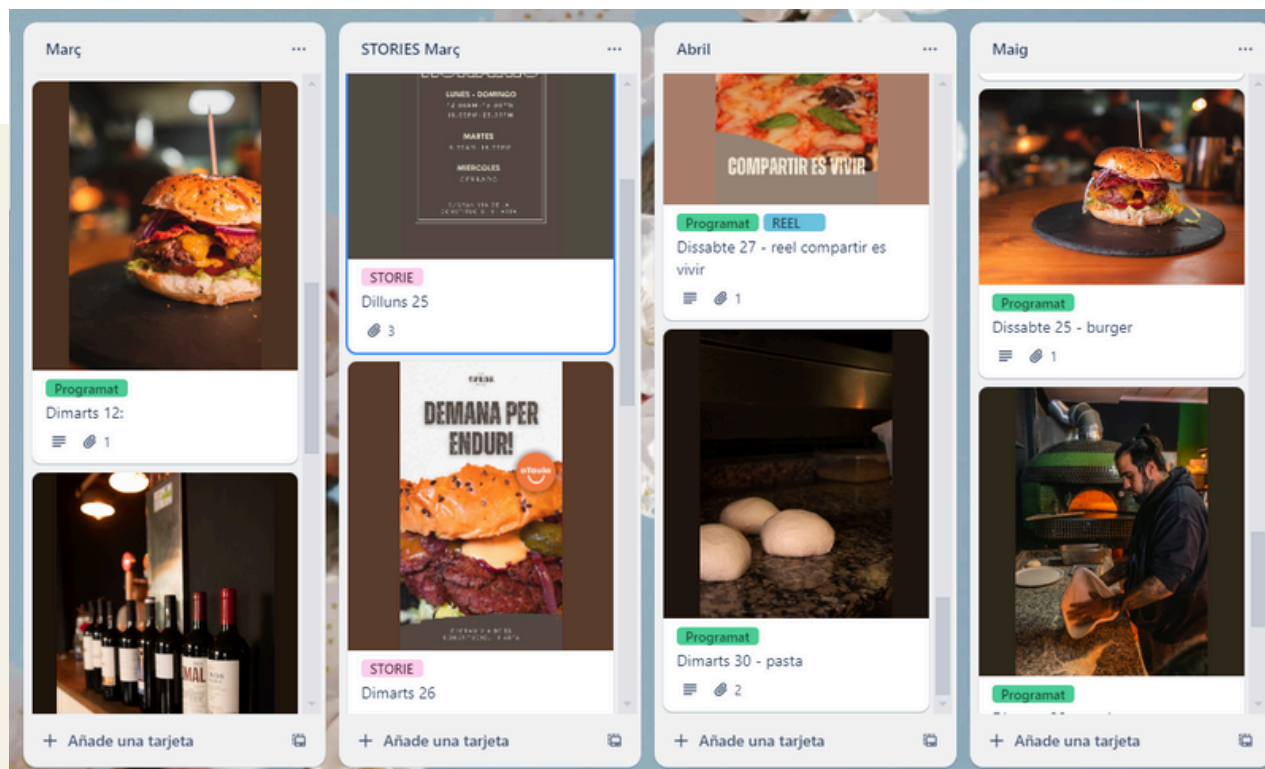 Març
Programat
Dimarts 12:
1
MAL
Añade una tarjeta
STORIES Març
LUNES - DOMINGO
MARTES
MIERCOLES
CERRADO
STORIE
Dilluns 25
3
DEMANA PER
ENDUR!
aTaula
STORIE
Dimarts 26
Añade una tarjeta
Abril
COMPARTIR ES VIVIR
Programat REEL
Dissabte 27 - reel compartir es
vivir
1
Programat
Dimarts 30 - pasta
2
Añade una tarjeta
Maig
Programat
Dissabte 25 - burger
1
Programat
Añade una tarjeta